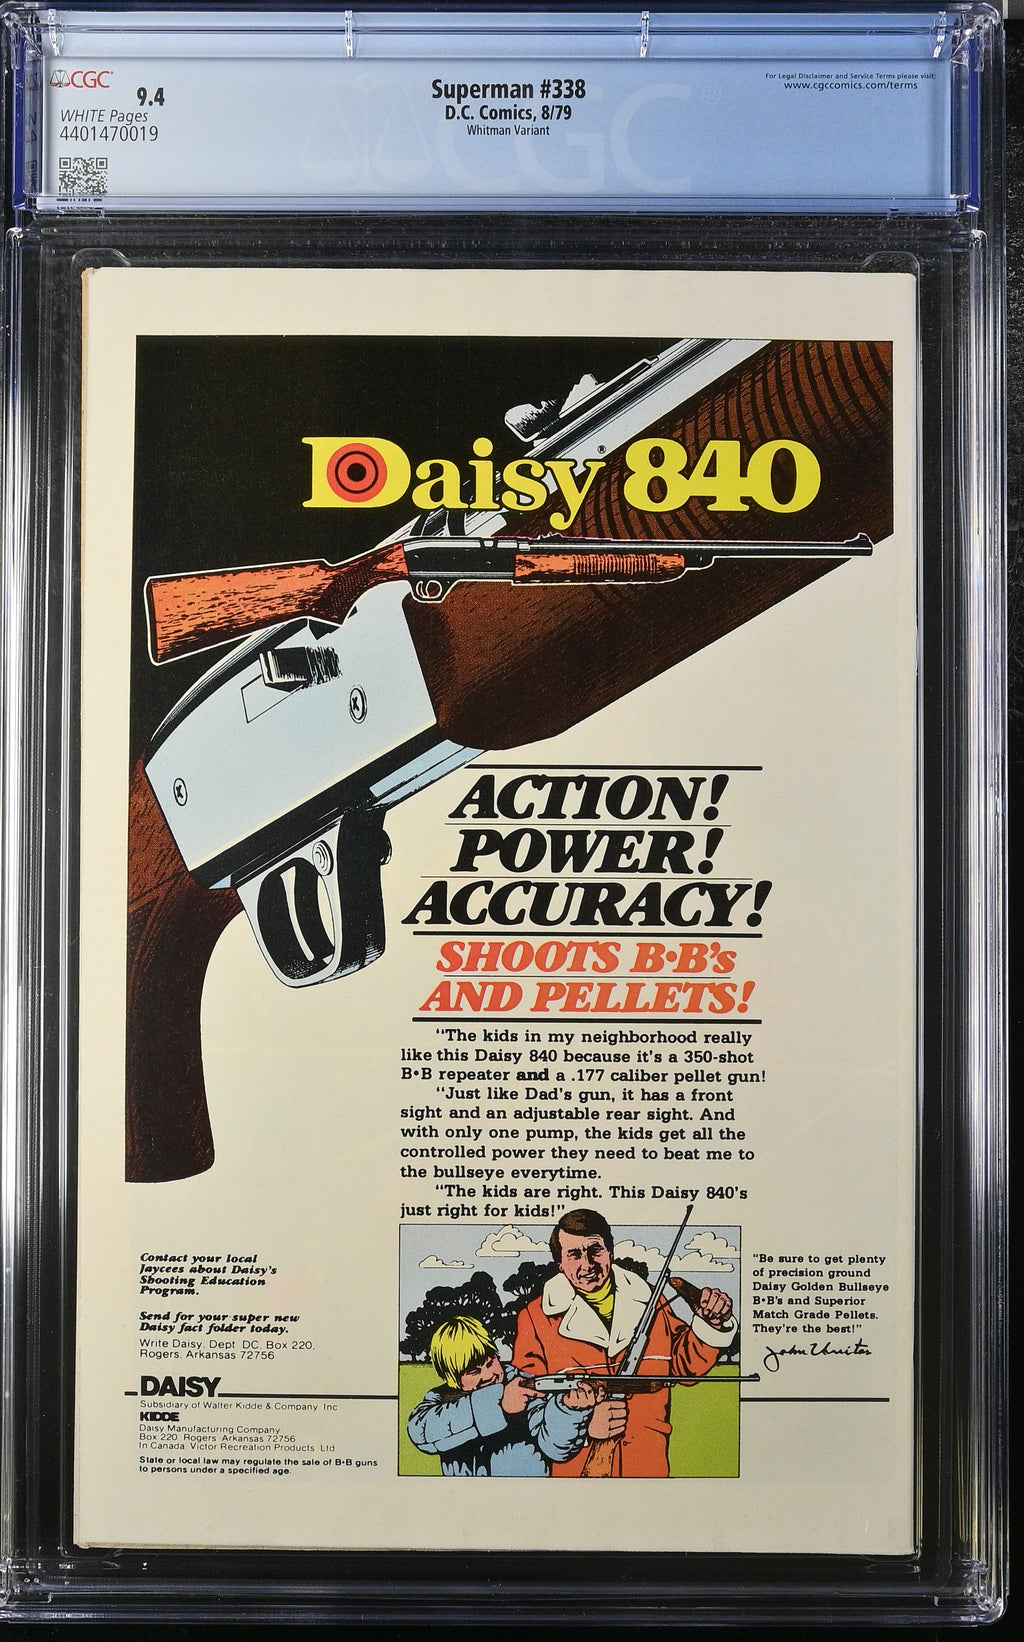 CGC
9.4
WHITE Pages
4401470019
Superman #338
D.C. Comics, 8/79
Whitman Variant
For Legal Disclaimer and Service Terms please visit:
www.cgccomics.com/terms
CGC®
Daisy® 840
ACTION!
POWER!
ACCURACY!
SHOOTS B•B's
AND PELLETS!
"The kids in my neighborhood really
like this Daisy 840 because it's a 350-shot
B•B repeater and a .177 caliber pellet gun!
"Just like Dad's gun, it has a front
sight and an adjustable rear sight. And
with only one pump, the kids get all the
controlled power they need to beat me to
the bullseye everytime.
"The kids are right. This Daisy 840's
just right for kids!"
"Be sure to get plenty
of precision ground
Daisy Golden Bullseye
B•B's and Superior
Match Grade Pellets.
They're the best!"
John Unitas
Contact your local
Jaycees about Daisy's
Shooting Education
Program.
Send for your super new
Daisy fact folder today.
Write Daisy, Dept DC, Box 220,
Rogers, Arkansas 72756
DAISY
Subsidiary of Walter Kidde & Company Inc
KIDDE
Daisy Manufacturing Company
Box 220 Rogers Arkansas 72756
In Canada Victor Recreation Products Ltd
State or local law may regulate the sale of B•B guns
to persons under a specified age.